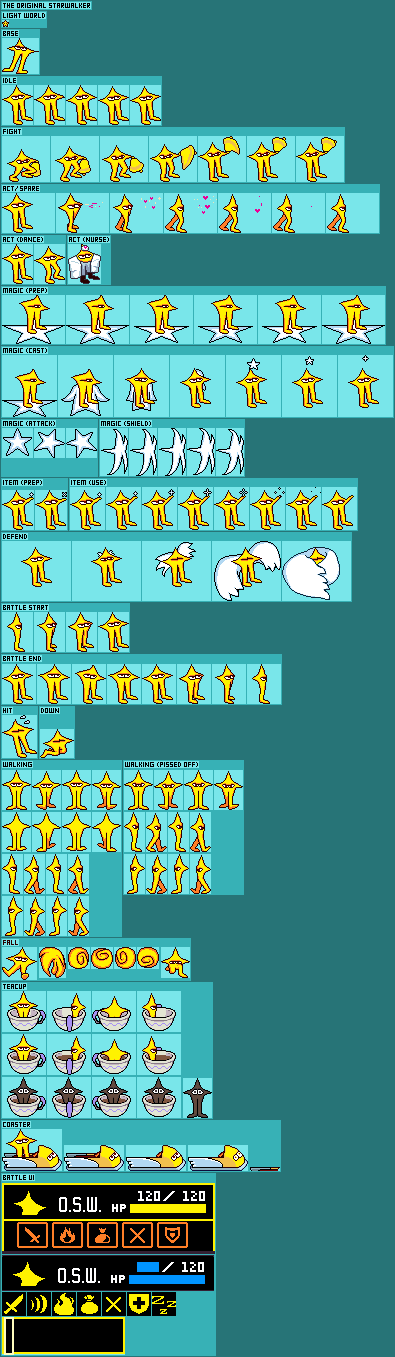 THE ORIGINAL STARWALKER
LIGHT WORLD
BASE
IDLE
FIGHT
ACT/SPARE
ACT (DANCE) ACT (NURSE)
MAGIC (PREP)
MAGIC (CAST)
MAGIC (ATTACK) MAGIC (SHIELD)
ITEM (PREP) ITEM (USE)
DEFEND
BATTLE START
BATTLE END
HIT DOWN
WALKING WALKING (PISSED OFF)
FALL
TEACUP
COASTER
BATTLE UI
O.S.W. HP 120/ 120
O.S.W. HP / 120
ZZZ